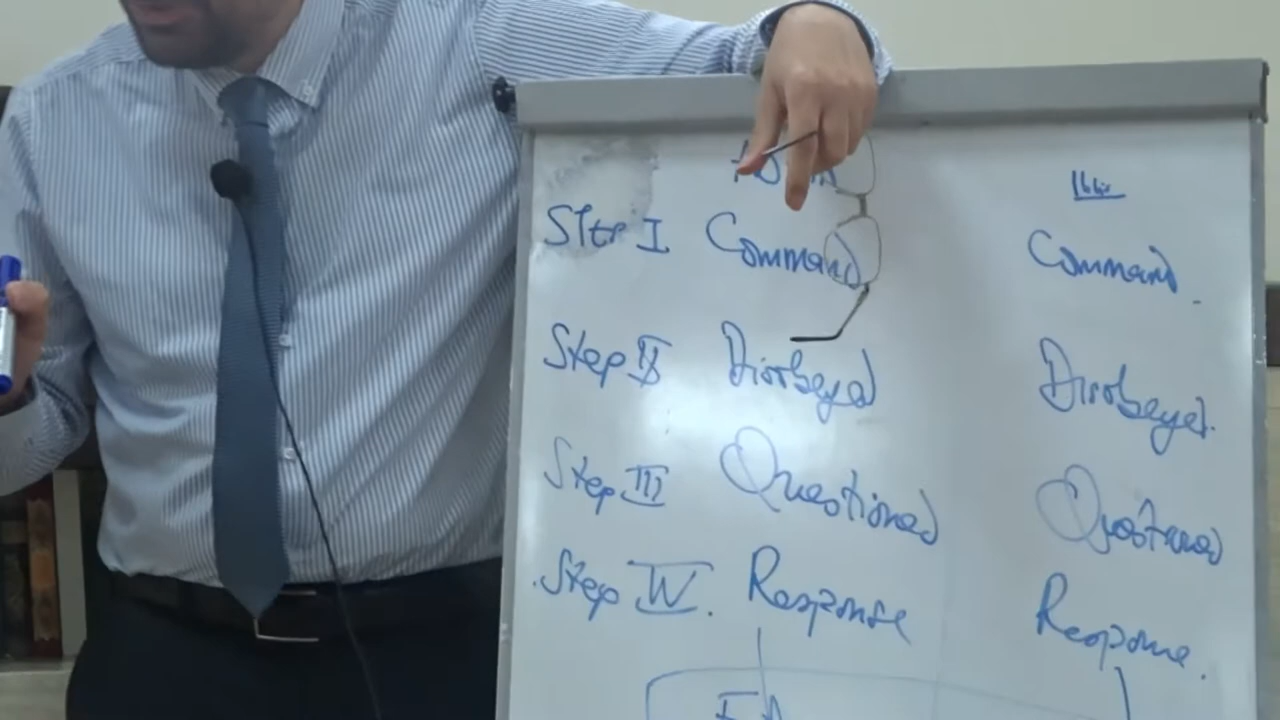 Step I Command Command.
Step II Disobeyed Disobeyed.
Step III Questioned Questioned
.Step IV. Response Response.